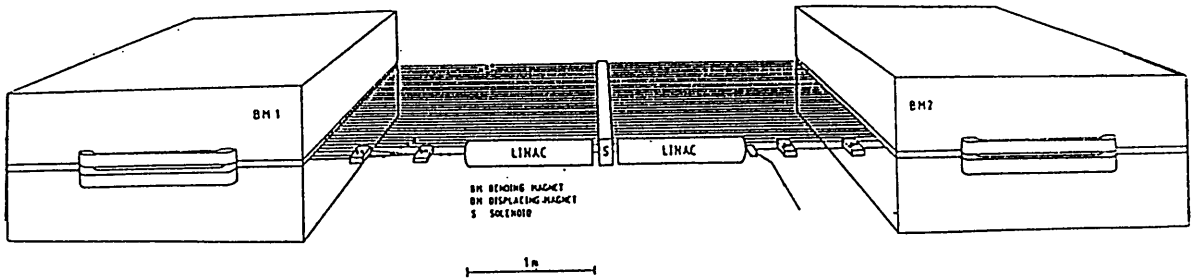 BM 1
BM2
LINAC
S
LINAC
BM BENDING MAGNET
DM DISPLACING-MAGNET
S SOLENOID
1m